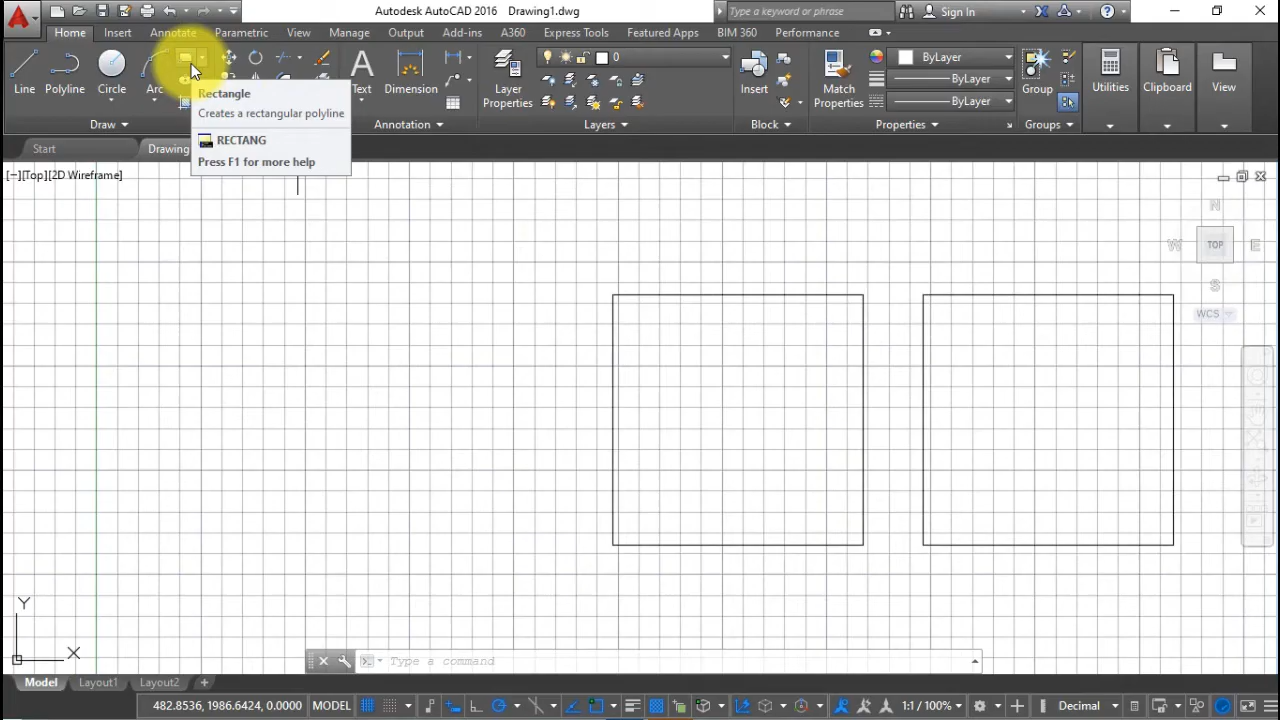 Autodesk AutoCAD 2016 Drawing1.dwg
Type a keyword or phrase
Sign In
Home Insert Annotate Parametric View Manage Output Add-ins A360 Express Tools Featured Apps BIM 360 Performance
Line Polyline Circle Arc
Text Dimension
Layer Properties
0
Insert
Match Properties
ByLayer
ByLayer
ByLayer
Group
Utilities Clipboard View
Draw Annotation Layers Block Properties Groups
Rectangle
Creates a rectangular polyline
RECTANG
Press F1 for more help
Start Drawing
[−][Top][2D Wireframe]
N
W TOP E
S
WCS
Y
X
Type a command
Model Layout1 Layout2 +
482.8536, 1986.6424, 0.0000 MODEL 1:1 / 100% Decimal